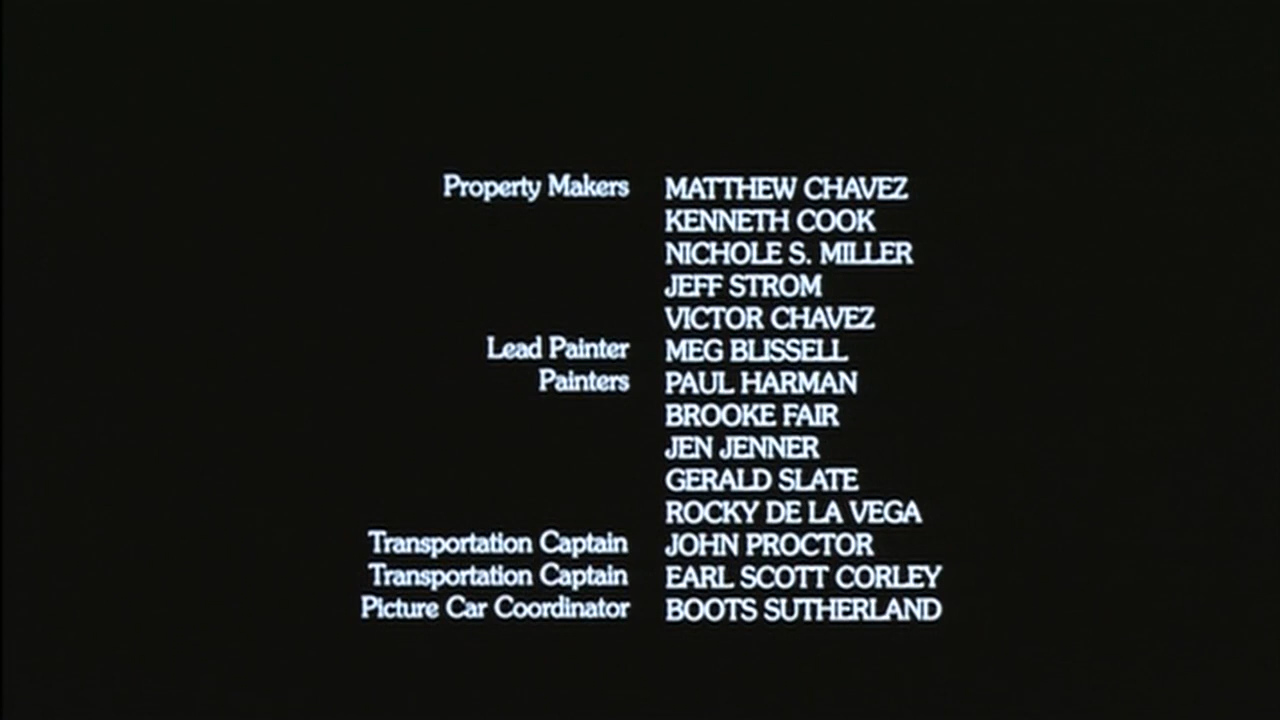 Property Makers MATTHEW CHAVEZ
KENNETH COOK
NICHOLE S. MILLER
JEFF STROM
VICTOR CHAVEZ
Lead Painter MEG BLISSELL
Painters PAUL HARMAN
BROOKE FAIR
JEN JENNER
GERALD SLATE
ROCKY DE LA VEGA
Transportation Captain JOHN PROCTOR
Transportation Captain EARL SCOTT CORLEY
Picture Car Coordinator BOOTS SUTHERLAND